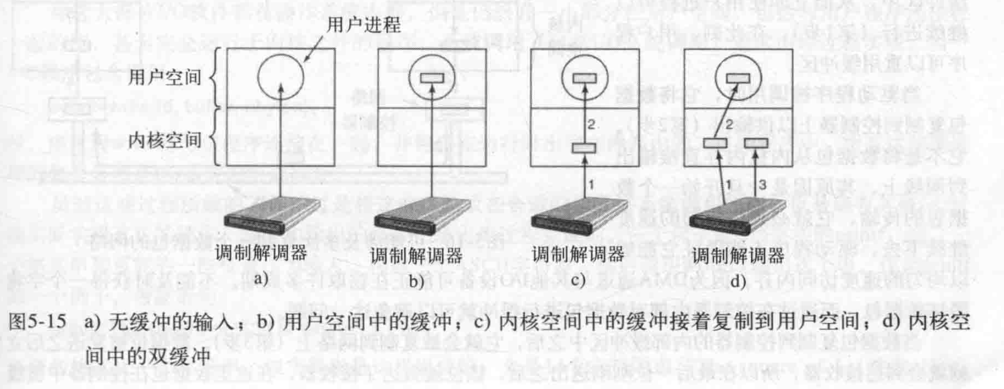 用户进程
用户空间
内核空间
2
2
1
1
3
调制解调器
调制解调器
调制解调器
调制解调器
a)
b)
c)
d)
图5-15 a) 无缓冲的输入；b) 用户空间中的缓冲；c) 内核空间中的缓冲接着复制到用户空间；d) 内核空
间中的双缓冲